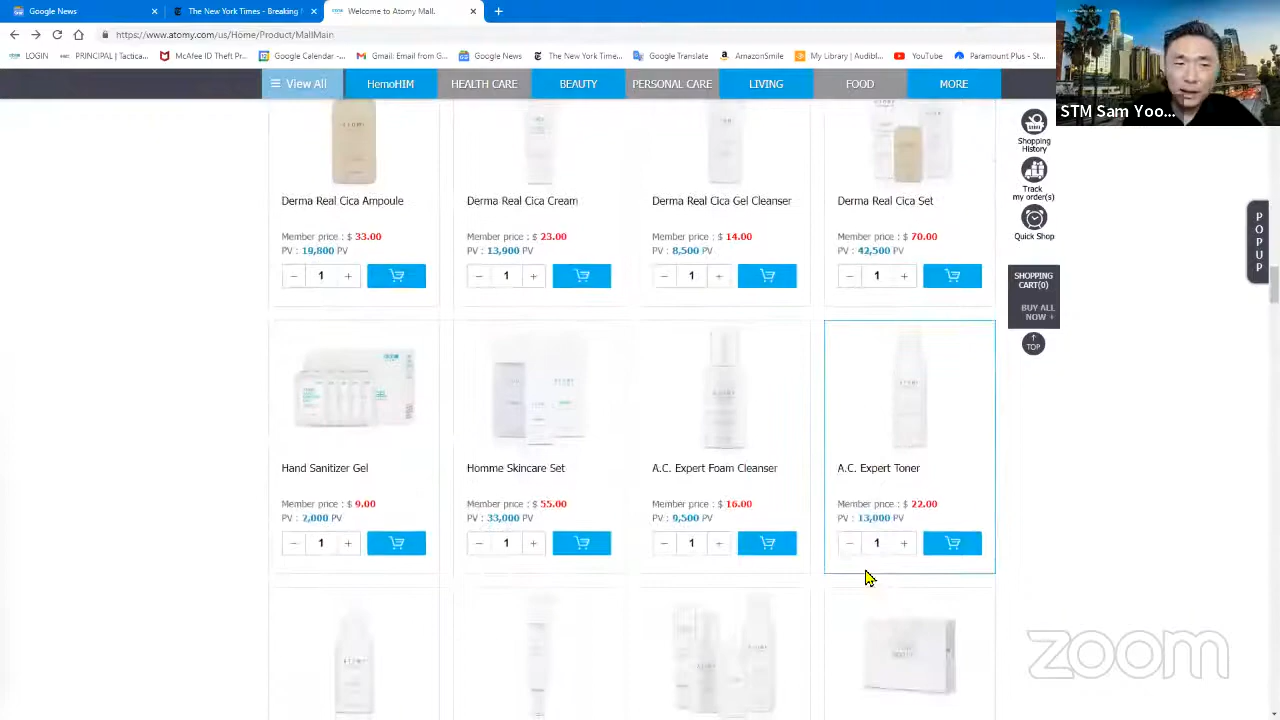 Google News
The New York Times - Breaking
Welcome to Atomy Mall.
https://www.atomy.com/us/Home/Product/MallMain
LOGIN
PRINCIPAL | Tactica...
McAfee ID Theft Pr...
Google Calendar -...
Gmail: Email from G...
Google News
The New York Time...
Google Translate
AmazonSmile
My Library | Audibl...
YouTube
Paramount Plus - St...
View All
HemoHIM
HEALTH CARE
BEAUTY
PERSONAL CARE
LIVING
FOOD
MORE
STM Sam Yoo...
Shopping
History
Track
my order(s)
Quick Shop
POPUP
SHOPPING
CART(0)
BUY ALL
NOW +
TOP
Derma Real Cica Ampoule
Member price : $ 33.00
PV : 19,800 PV
1
Derma Real Cica Cream
Member price : $ 23.00
PV : 13,900 PV
1
Derma Real Cica Gel Cleanser
Member price : $ 14.00
PV : 8,500 PV
1
Derma Real Cica Set
Member price : $ 70.00
PV : 42,500 PV
1
Hand Sanitizer Gel
Member price : $ 9.00
PV : 2,000 PV
1
Homme Skincare Set
Member price : $ 55.00
PV : 33,000 PV
1
A.C. Expert Foam Cleanser
Member price : $ 16.00
PV : 9,500 PV
1
A.C. Expert Toner
Member price : $ 22.00
PV : 13,000 PV
1
zoom